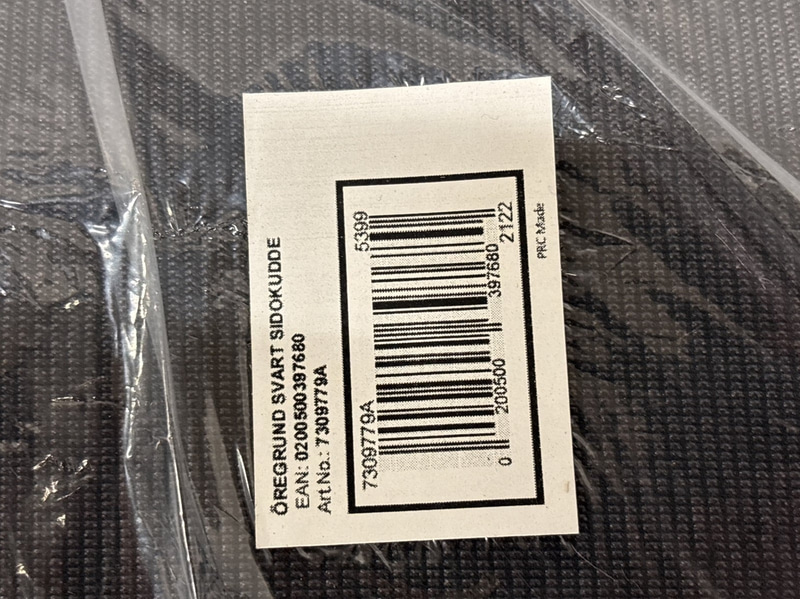 ÖREGRUND SVART SIDOKUDDE
EAN: 0200500397680
Art.No.: 7309779A
7309779A 5399
0 200500 397680 2122
PRC Made